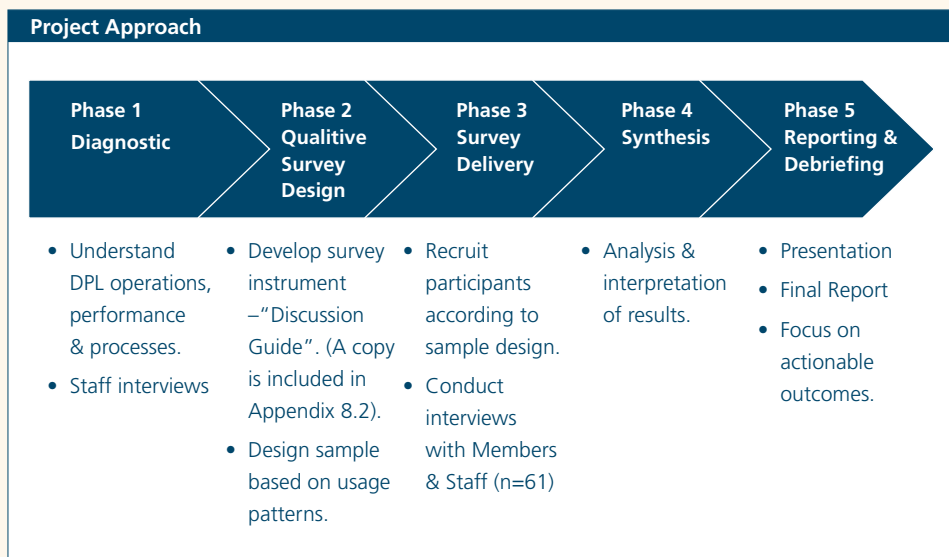 Project Approach
Phase 1
Diagnostic
Phase 2
Qualitive
Survey
Design
Phase 3
Survey
Delivery
Phase 4
Synthesis
Phase 5
Reporting &
Debriefing
• Understand
DPL operations,
performance
& processes.
• Staff interviews
• Develop survey
instrument
–“Discussion
Guide”. (A copy
is included in
Appendix 8.2).
• Design sample
based on usage
patterns.
• Recruit
participants
according to
sample design.
• Conduct
interviews
with Members
& Staff (n=61)
• Analysis &
interpretation
of results.
• Presentation
• Final Report
• Focus on
actionable
outcomes.